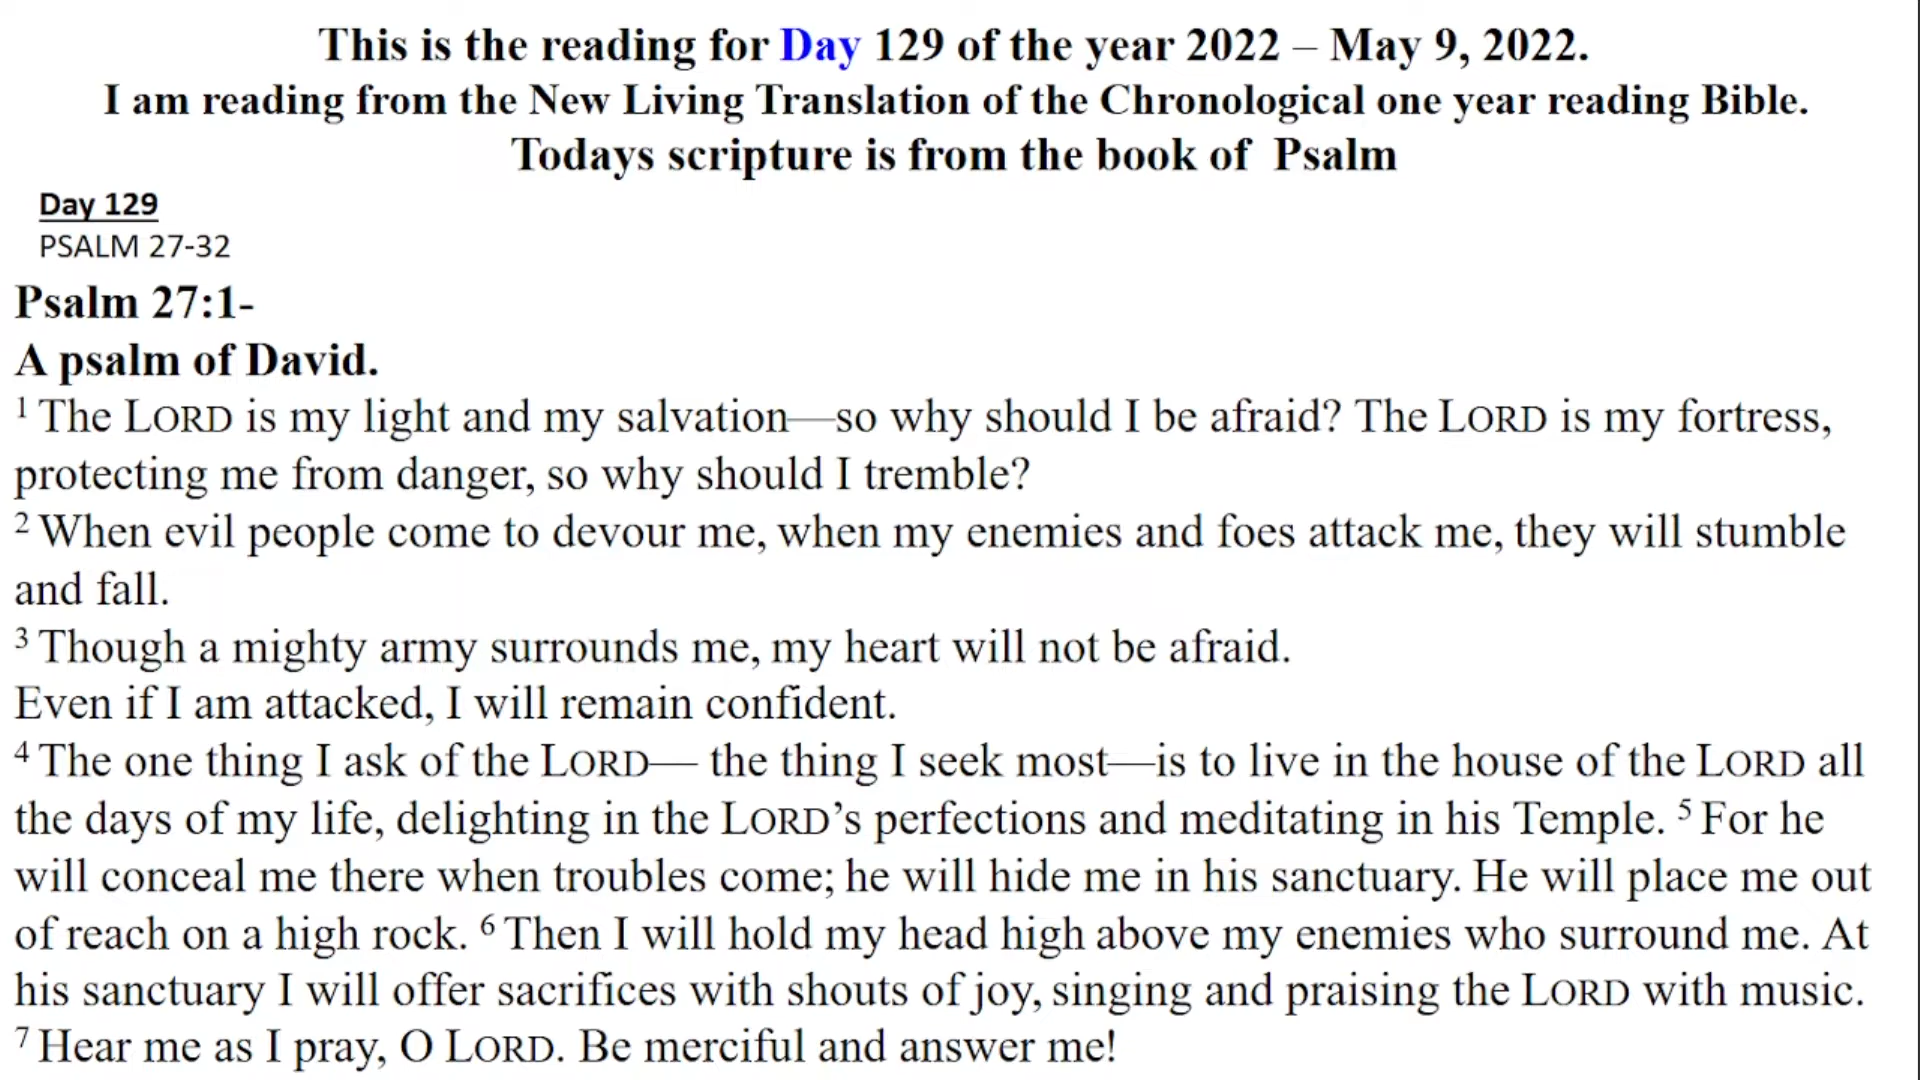 This is the reading for Day 129 of the year 2022 – May 9, 2022.
I am reading from the New Living Translation of the Chronological one year reading Bible.
Todays scripture is from the book of  Psalm
Day 129
PSALM 27-32
Psalm 27:1-
A psalm of David.
1 The LORD is my light and my salvation—so why should I be afraid? The LORD is my fortress,
protecting me from danger, so why should I tremble?
2 When evil people come to devour me, when my enemies and foes attack me, they will stumble
and fall.
3 Though a mighty army surrounds me, my heart will not be afraid.
Even if I am attacked, I will remain confident.
4 The one thing I ask of the LORD— the thing I seek most—is to live in the house of the LORD all
the days of my life, delighting in the LORD’s perfections and meditating in his Temple. 5 For he
will conceal me there when troubles come; he will hide me in his sanctuary. He will place me out
of reach on a high rock. 6 Then I will hold my head high above my enemies who surround me. At
his sanctuary I will offer sacrifices with shouts of joy, singing and praising the LORD with music.
7 Hear me as I pray, O LORD. Be merciful and answer me!